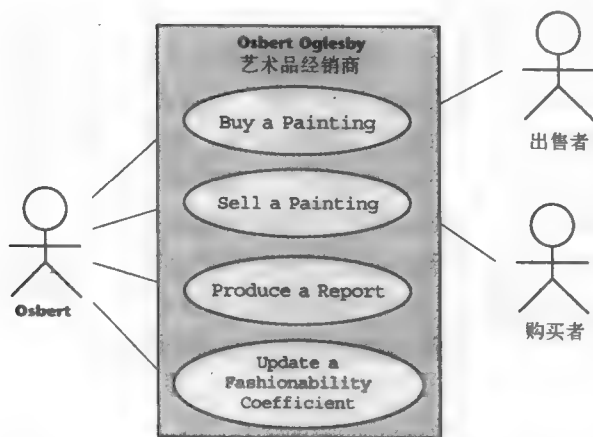 Osbert Oglesby
艺术品经销商
Buy a Painting
出售者
Sell a Painting
Osbert
Produce a Report
购买者
Update a
Fashionability
Coefficient